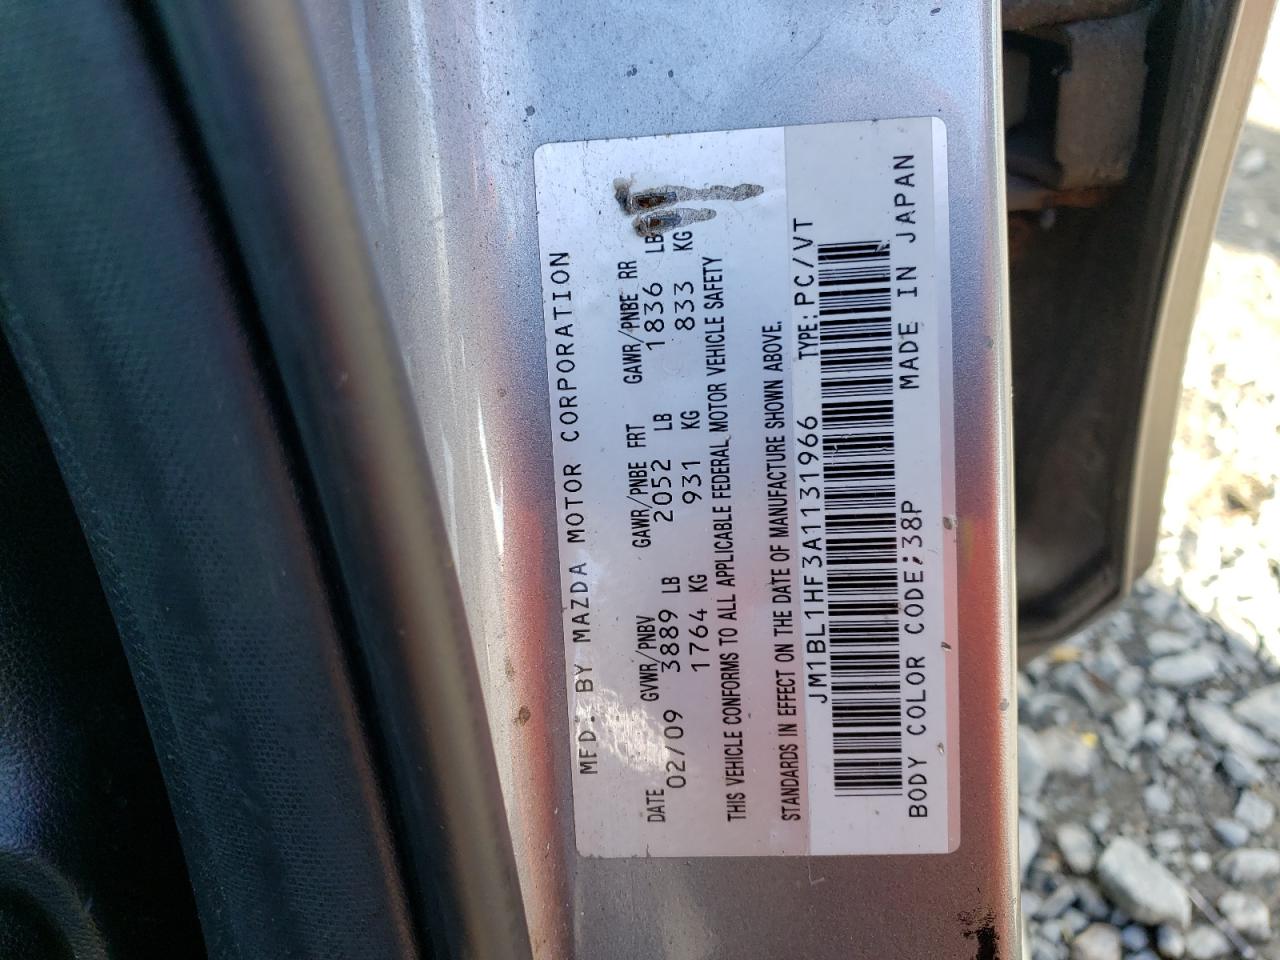 MFD. BY MAZDA MOTOR CORPORATION
DATE GVWR/PNBV GAWR/PNBE FRT GAWR/PNBE RR
02/09 3889 LB 2052 LB 1836 LB
1764 KG 931 KG 833 KG
THIS VEHICLE CONFORMS TO ALL APPLICABLE FEDERAL MOTOR VEHICLE SAFETY
STANDARDS IN EFFECT ON THE DATE OF MANUFACTURE SHOWN ABOVE.
JM1BL1HF3A1131966 TYPE: PC/VT
BODY COLOR CODE;38P MADE IN JAPAN